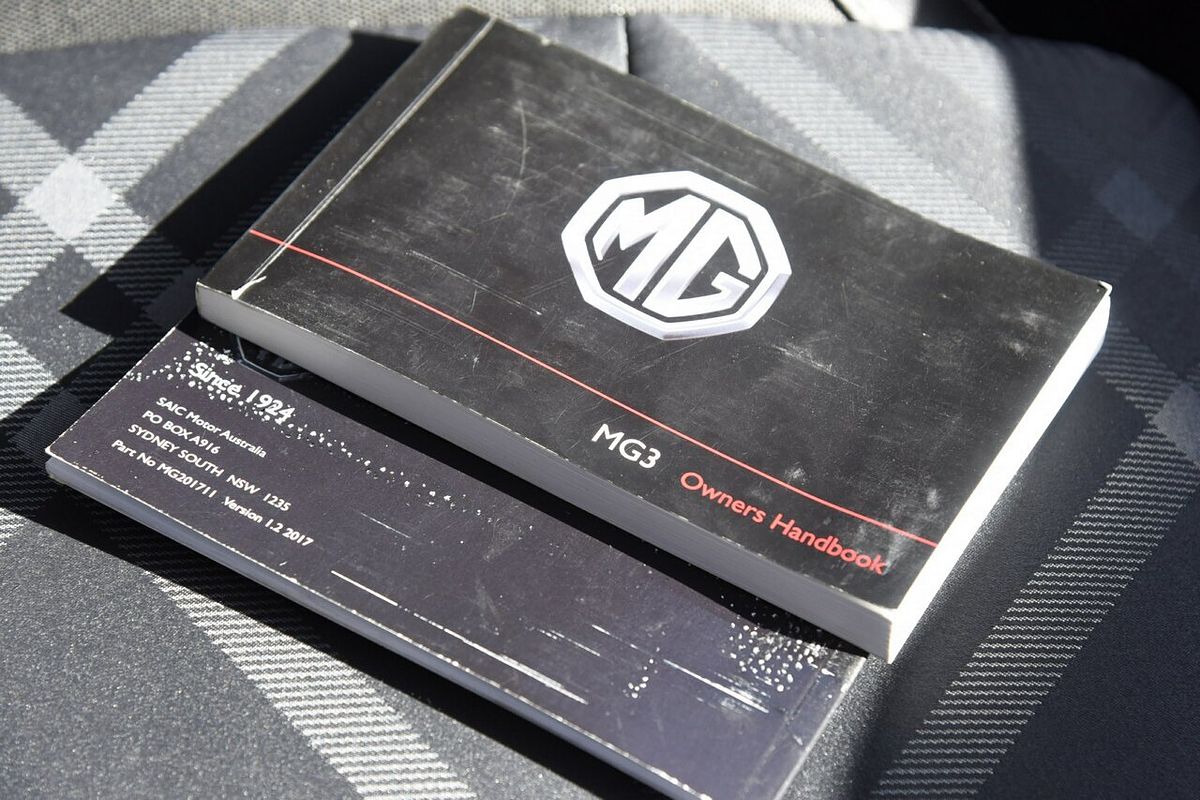 MG
MG3 Owners Handbook
Since 1924
SAIC Motor Australia
PO BOX A916
SYDNEY SOUTH NSW 1235
Part No MG201711 Version 1.2 2017